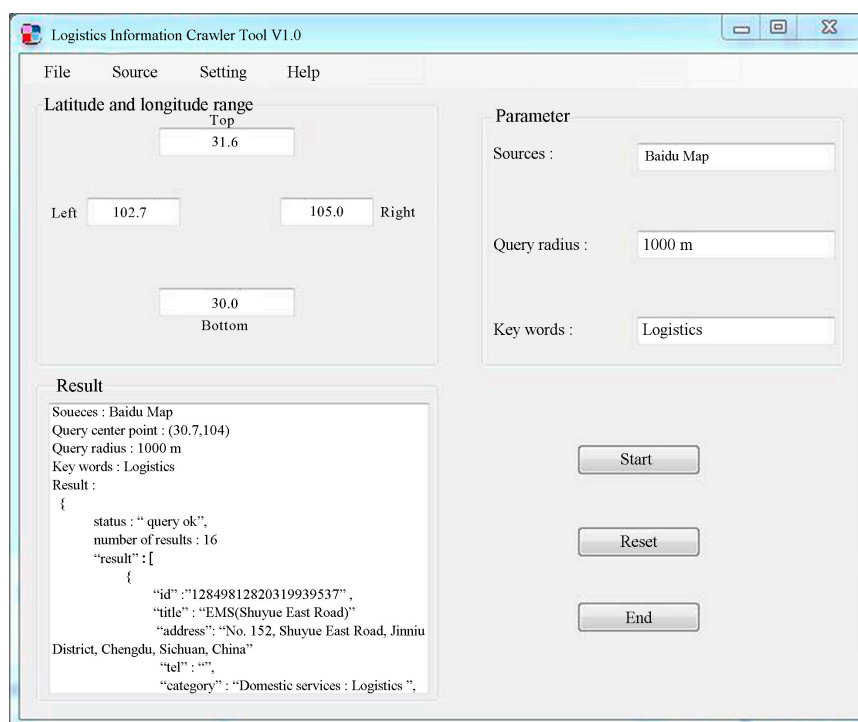 Logistics Information Crawler Tool V1.0
File Source Setting Help
Latitude and longitude range
Top
31.6
Left 102.7 105.0 Right
30.0
Bottom
Parameter
Sources : Baidu Map
Query radius : 1000 m
Key words : Logistics
Result
Soueces : Baidu Map
Query center point : (30.7,104)
Query radius : 1000 m
Key words : Logistics
Result :
{
status : “ query ok”,
number of results : 16
“result” : [
{
“id” :”12849812820319939537” ,
“title” : “EMS(Shuyue East Road)”
“address”: “No. 152, Shuyue East Road, Jinniu
District, Chengdu, Sichuan, China”
“tel” : “”,
“category” : “Domestic services : Logistics ”,
Start
Reset
End